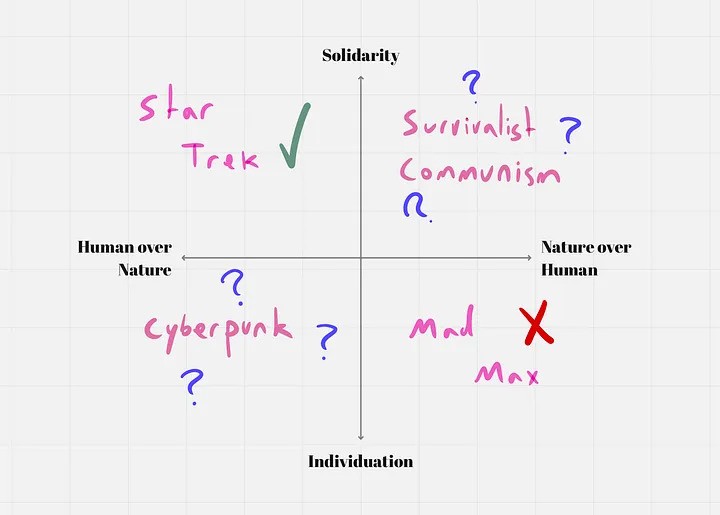 Solidarity
Star
Trek ✓
?
Survivalist ?
Communism
?
Human over
Nature
Nature over
Human
?
Cyberpunk ?
?
Mad X
Max
Individuation